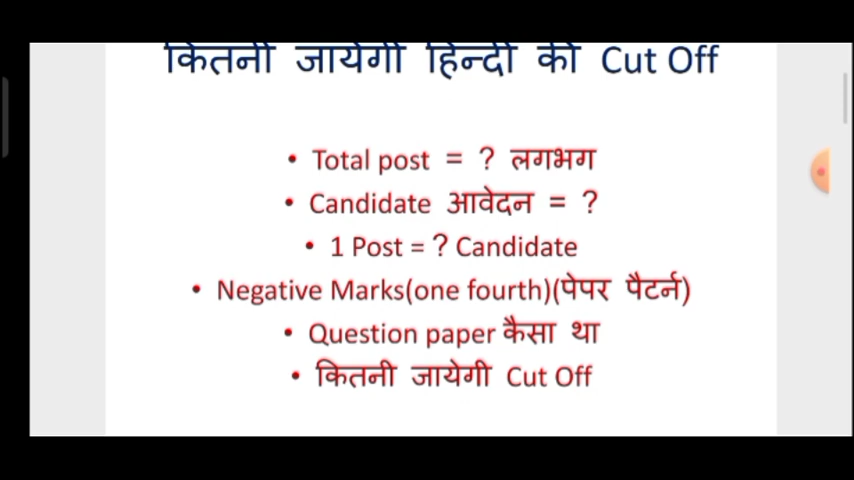 कितनी जायेगी हिन्दी की Cut Off
• Total post = ? लगभग
• Candidate आवेदन = ?
• 1 Post = ? Candidate
• Negative Marks(one fourth)(पेपर पैटर्न)
• Question paper कैसा था
• कितनी जायेगी Cut Off